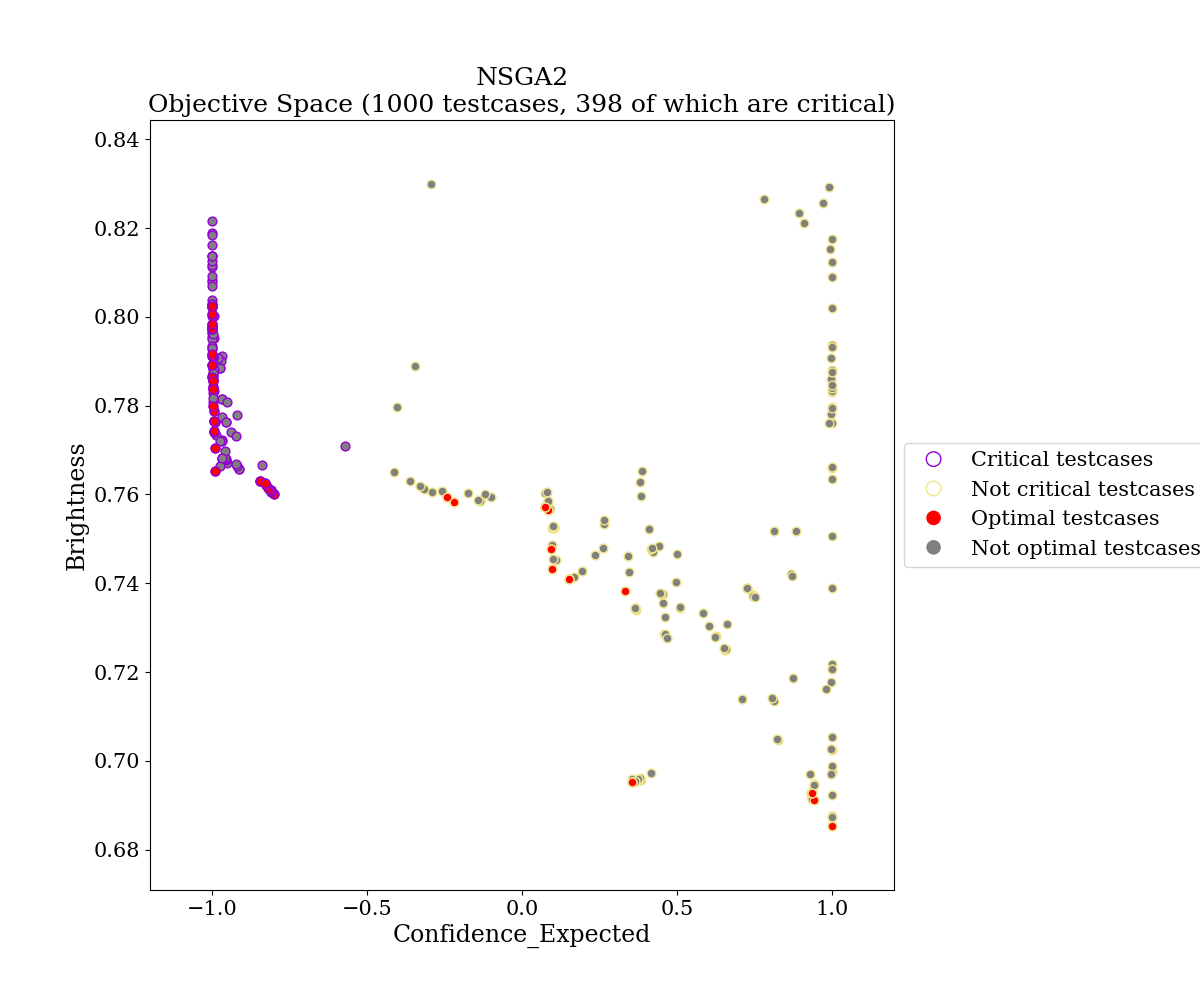 NSGA2
Objective Space (1000 testcases, 398 of which are critical)
0.84
0.82
0.80
0.78
0.76
0.74
0.72
0.70
0.68
Brightness
−1.0
−0.5
0.0
0.5
1.0
Confidence_Expected
Critical testcases
Not critical testcases
Optimal testcases
Not optimal testcases